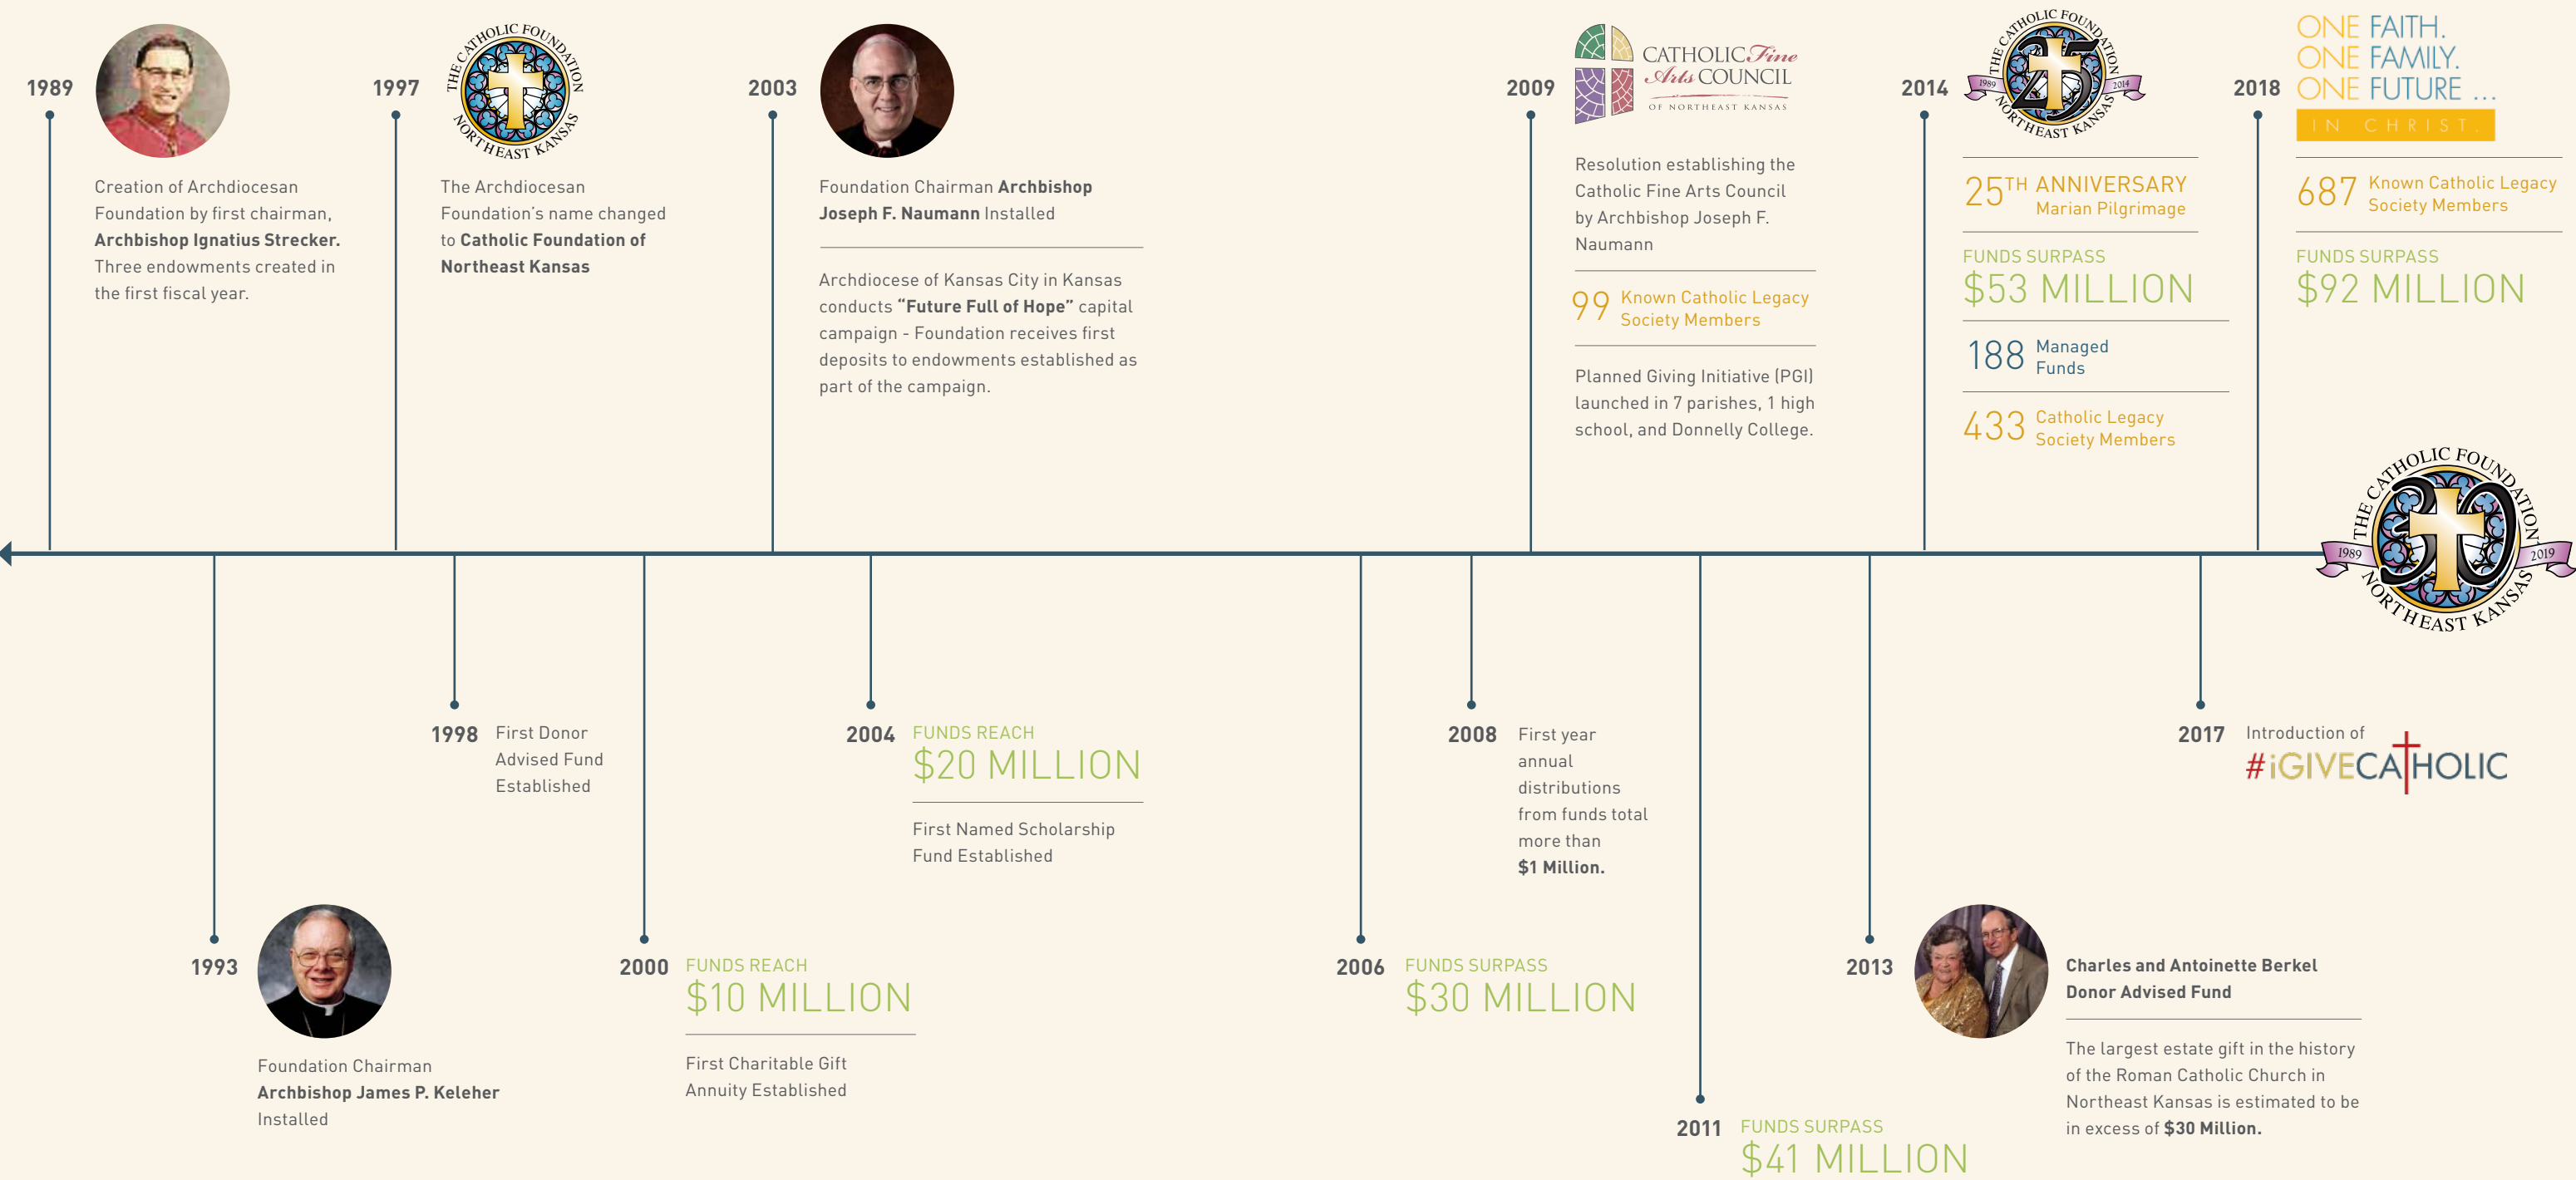 1989
Creation of Archdiocesan
Foundation by first chairman,
Archbishop Ignatius Strecker.
Three endowments created in
the first fiscal year.
1997
THE CATHOLIC FOUNDATION
NORTHEAST KANSAS
The Archdiocesan
Foundation’s name changed
to Catholic Foundation of
Northeast Kansas
2003
Foundation Chairman Archbishop
Joseph F. Naumann Installed
Archdiocese of Kansas City in Kansas
conducts “Future Full of Hope” capital
campaign - Foundation receives first
deposits to endowments established as
part of the campaign.
2009
CATHOLIC Fine
Arts COUNCIL
OF NORTHEAST KANSAS
Resolution establishing the
Catholic Fine Arts Council
by Archbishop Joseph F.
Naumann
99 Known Catholic Legacy
Society Members
Planned Giving Initiative (PGI)
launched in 7 parishes, 1 high
school, and Donnelly College.
2014
THE CATHOLIC FOUNDATION
1989 25 2014
NORTHEAST KANSAS
25TH ANNIVERSARY
Marian Pilgrimage
FUNDS SURPASS
$53 MILLION
188 Managed
Funds
433 Catholic Legacy
Society Members
2018
ONE FAITH.
ONE FAMILY.
ONE FUTURE ...
IN CHRIST.
687 Known Catholic Legacy
Society Members
FUNDS SURPASS
$92 MILLION
THE CATHOLIC FOUNDATION
1989 30 2019
NORTHEAST KANSAS
1993
Foundation Chairman
Archbishop James P. Keleher
Installed
1998
First Donor
Advised Fund
Established
2000
FUNDS REACH
$10 MILLION
First Charitable Gift
Annuity Established
2004
FUNDS REACH
$20 MILLION
First Named Scholarship
Fund Established
2006
FUNDS SURPASS
$30 MILLION
2008
First year
annual
distributions
from funds total
more than
$1 Million.
2011
FUNDS SURPASS
$41 MILLION
2013
Charles and Antoinette Berkel
Donor Advised Fund
The largest estate gift in the history
of the Roman Catholic Church in
Northeast Kansas is estimated to be
in excess of $30 Million.
2017
Introduction of
#iGIVECATHOLIC